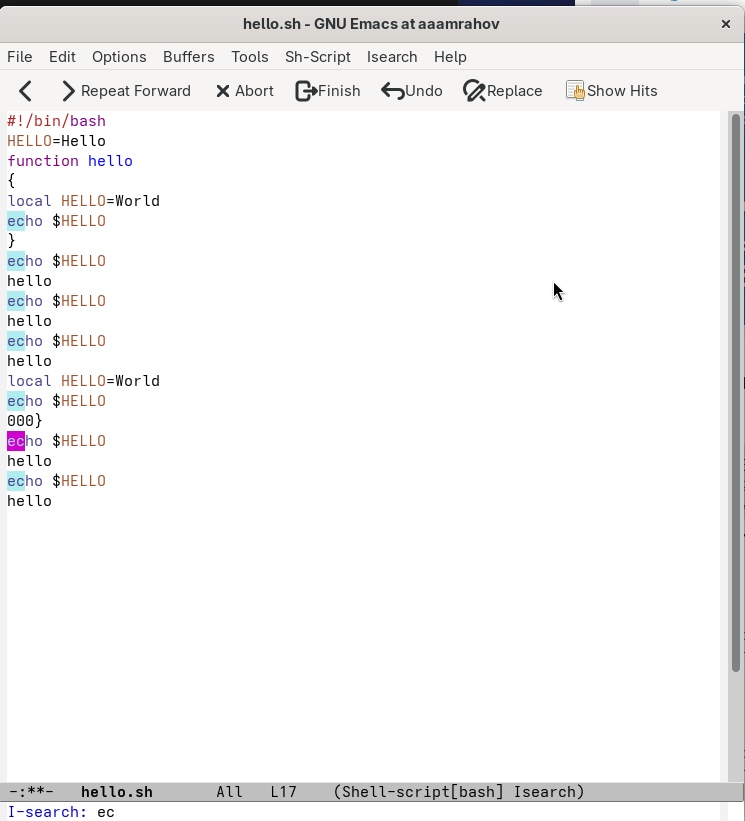 hello.sh - GNU Emacs at aaamrahov
File Edit Options Buffers Tools Sh-Script Isearch Help
Repeat Forward Abort Finish Undo Replace Show Hits
#!/bin/bash
HELLO=Hello
function hello
{
local HELLO=World
echo $HELLO
}
echo $HELLO
hello
echo $HELLO
hello
echo $HELLO
hello
local HELLO=World
echo $HELLO
000}
echo $HELLO
hello
echo $HELLO
hello
-:**- hello.sh All L17 (Shell-script[bash] Isearch)
I-search: ec